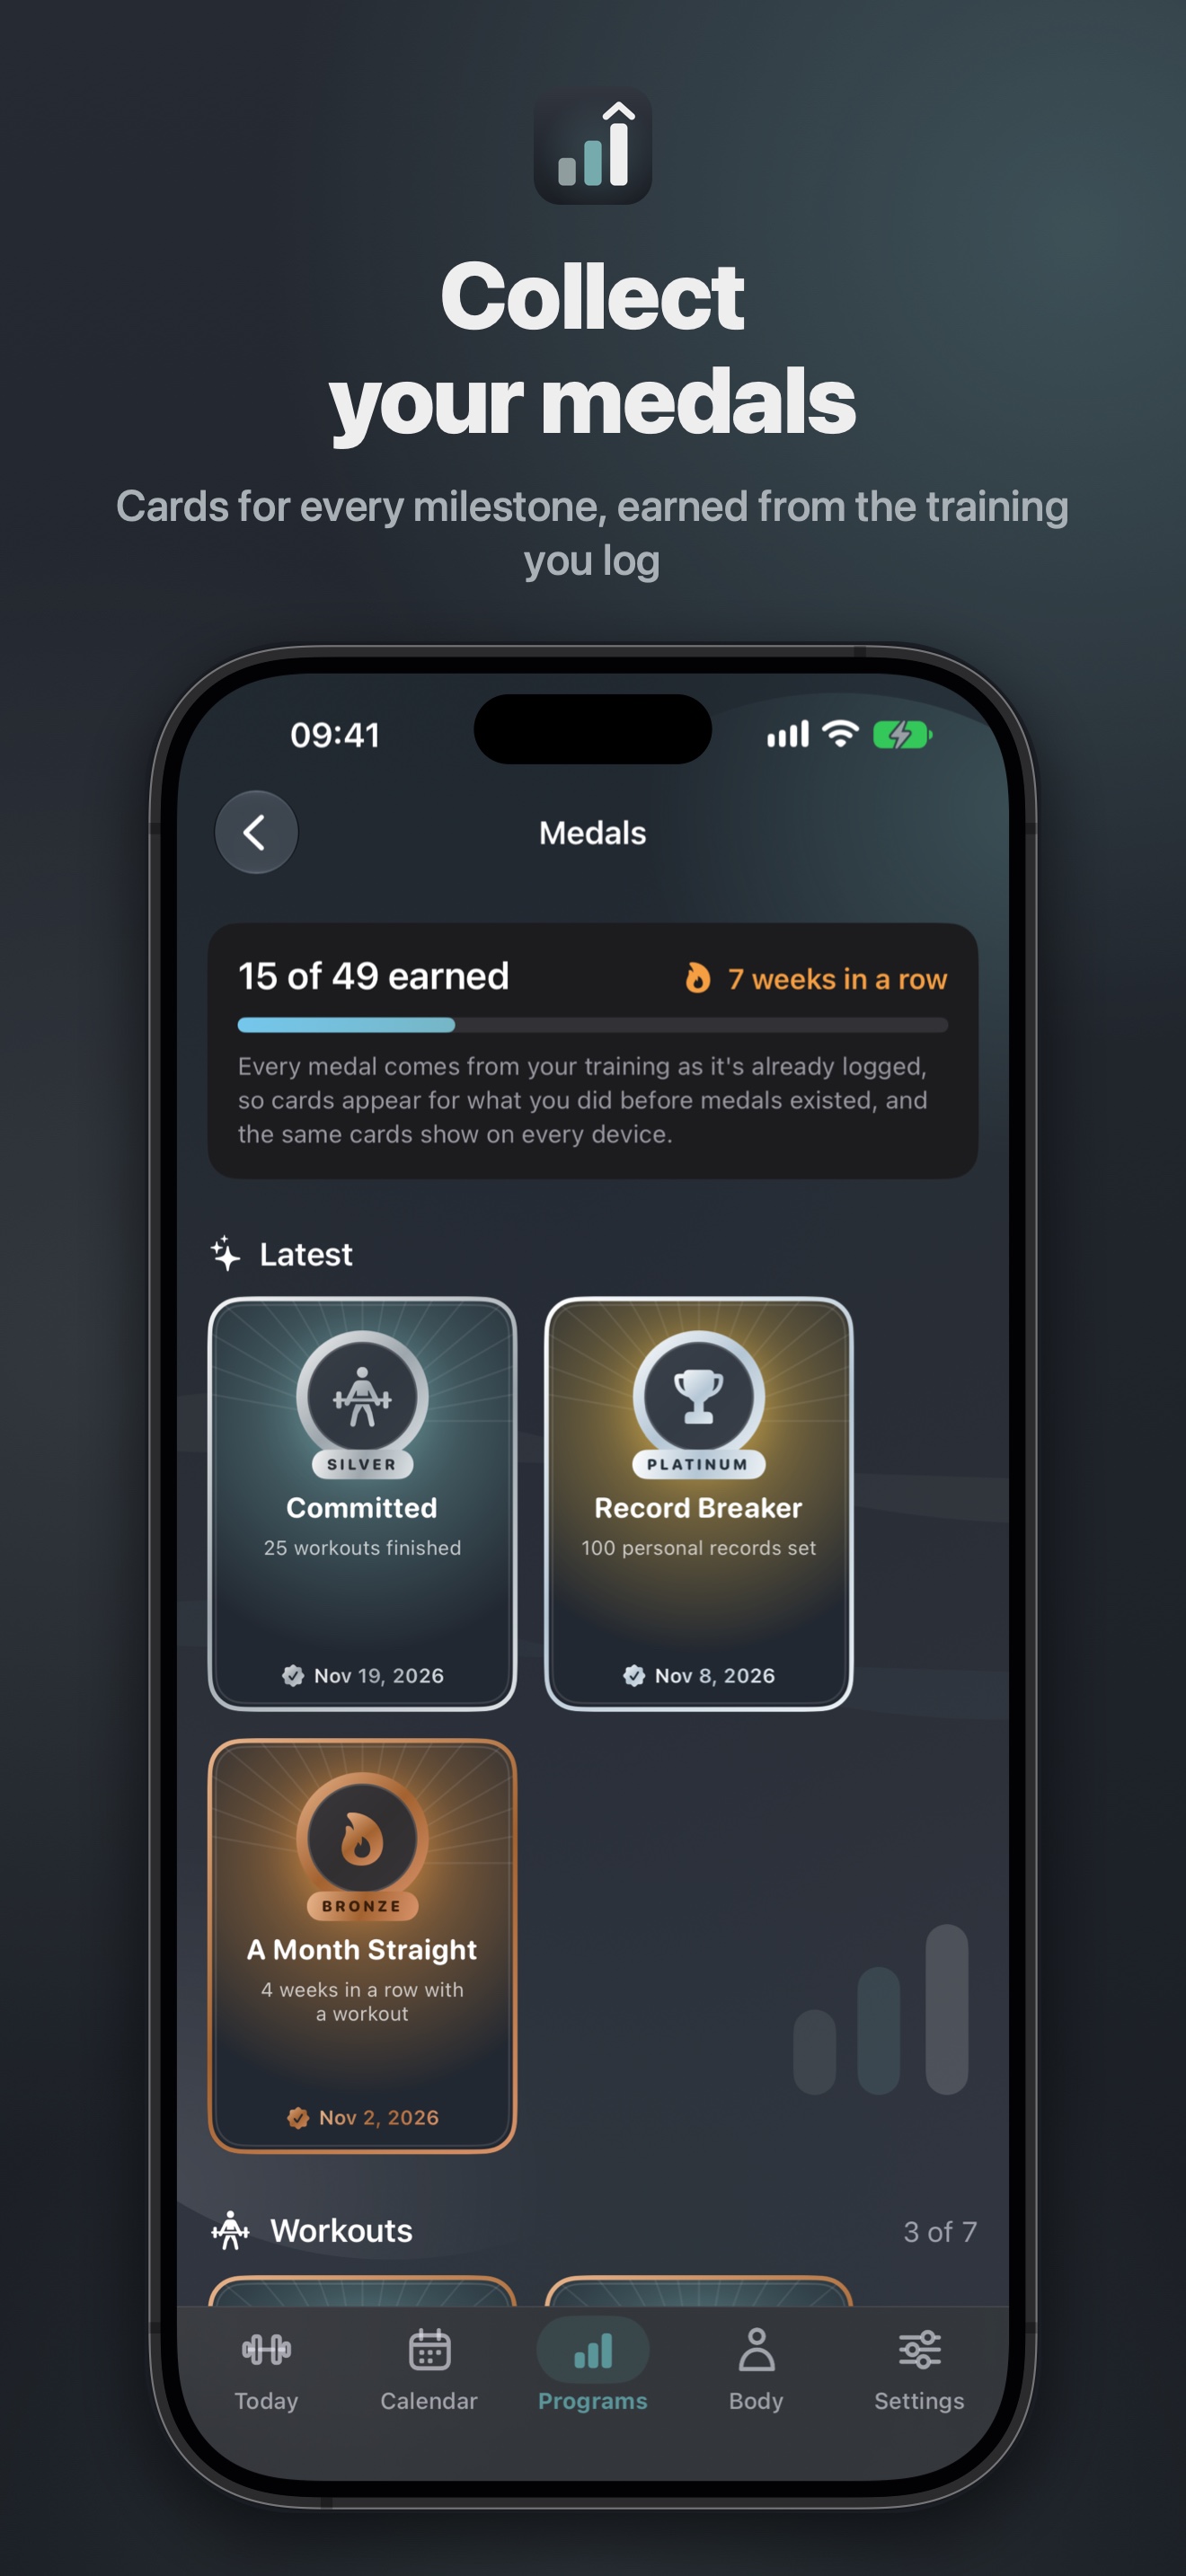 Collect
your medals
Cards for every milestone, earned from the training
you log
09:41
Medals
15 of 49 earned
7 weeks in a row
Every medal comes from your training as it's already logged,
so cards appear for what you did before medals existed, and
the same cards show on every device.
Latest
SILVER
Committed
25 workouts finished
Nov 19, 2026
PLATINUM
Record Breaker
100 personal records set
Nov 8, 2026
BRONZE
A Month Straight
4 weeks in a row with
a workout
Nov 2, 2026
Workouts
3 of 7
Today
Calendar
Programs
Body
Settings